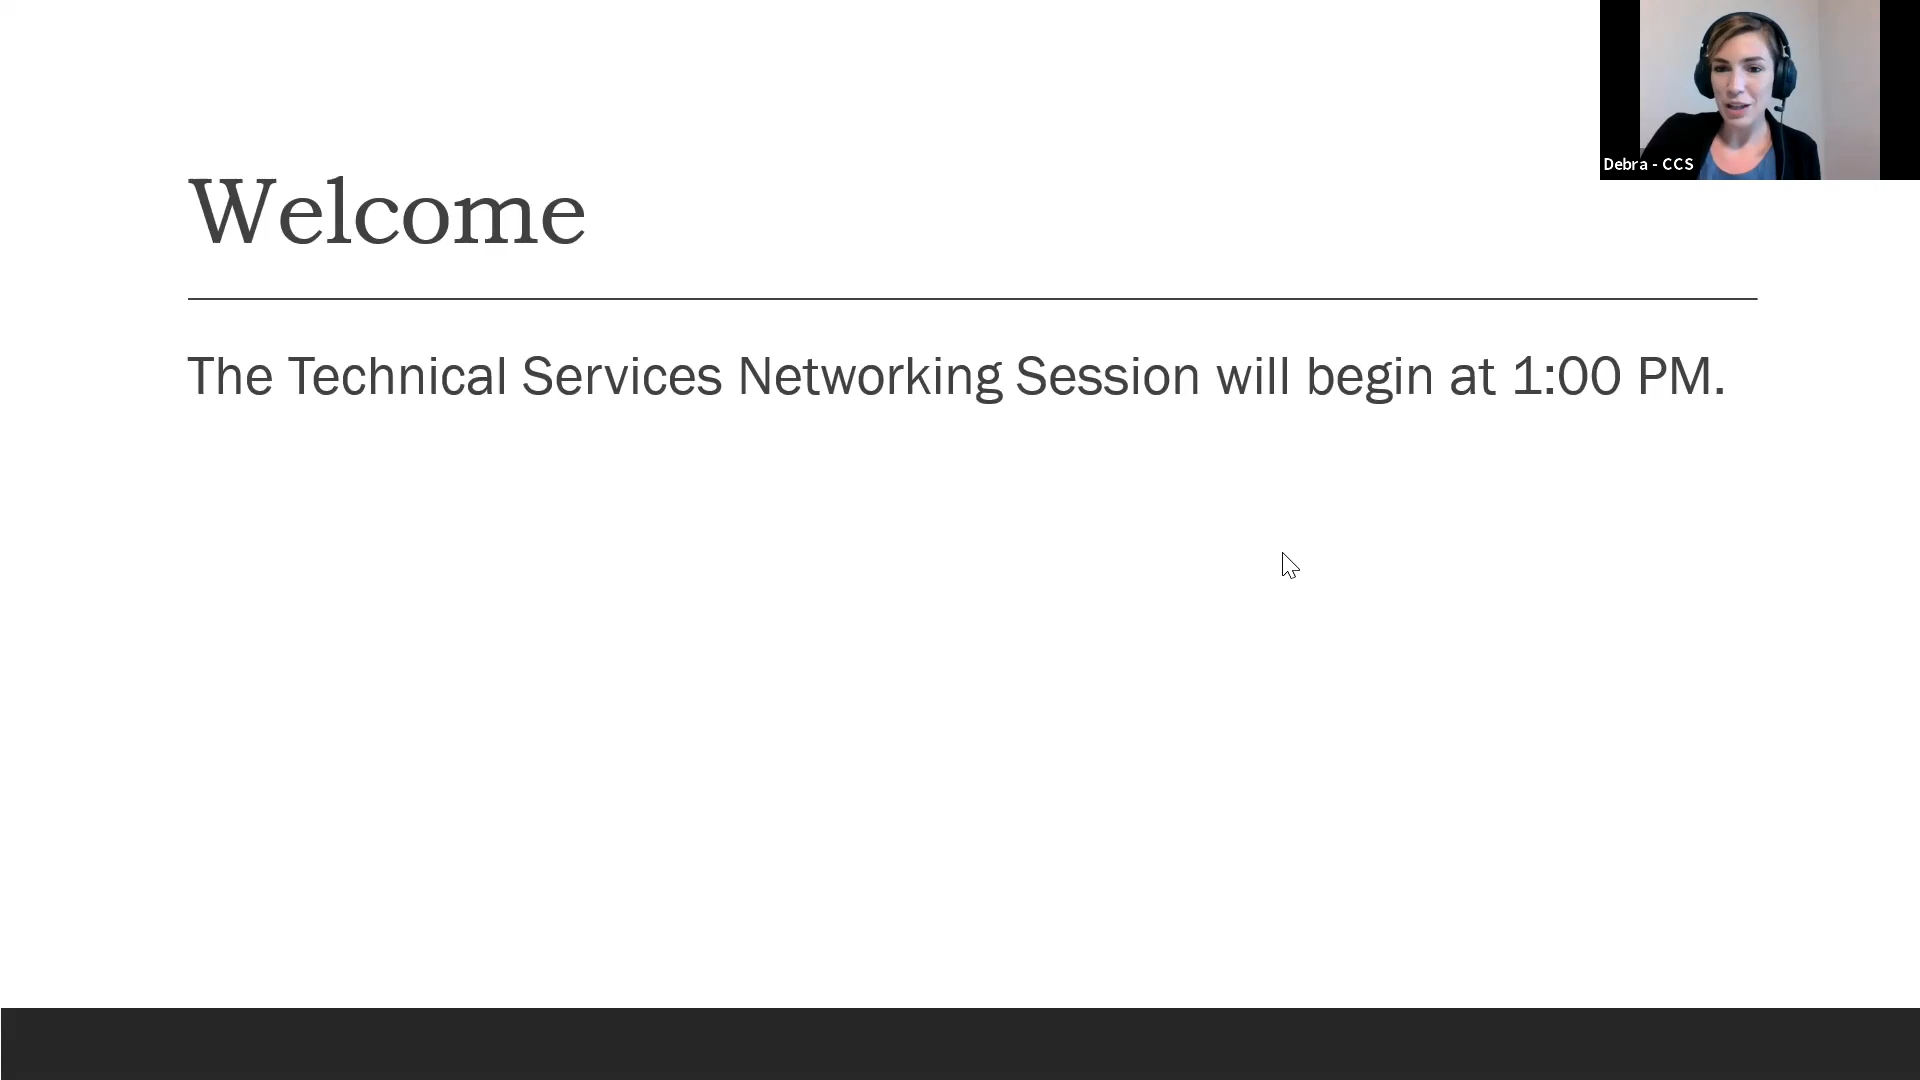 Welcome
The Technical Services Networking Session will begin at 1:00 PM.
Debra - CCS